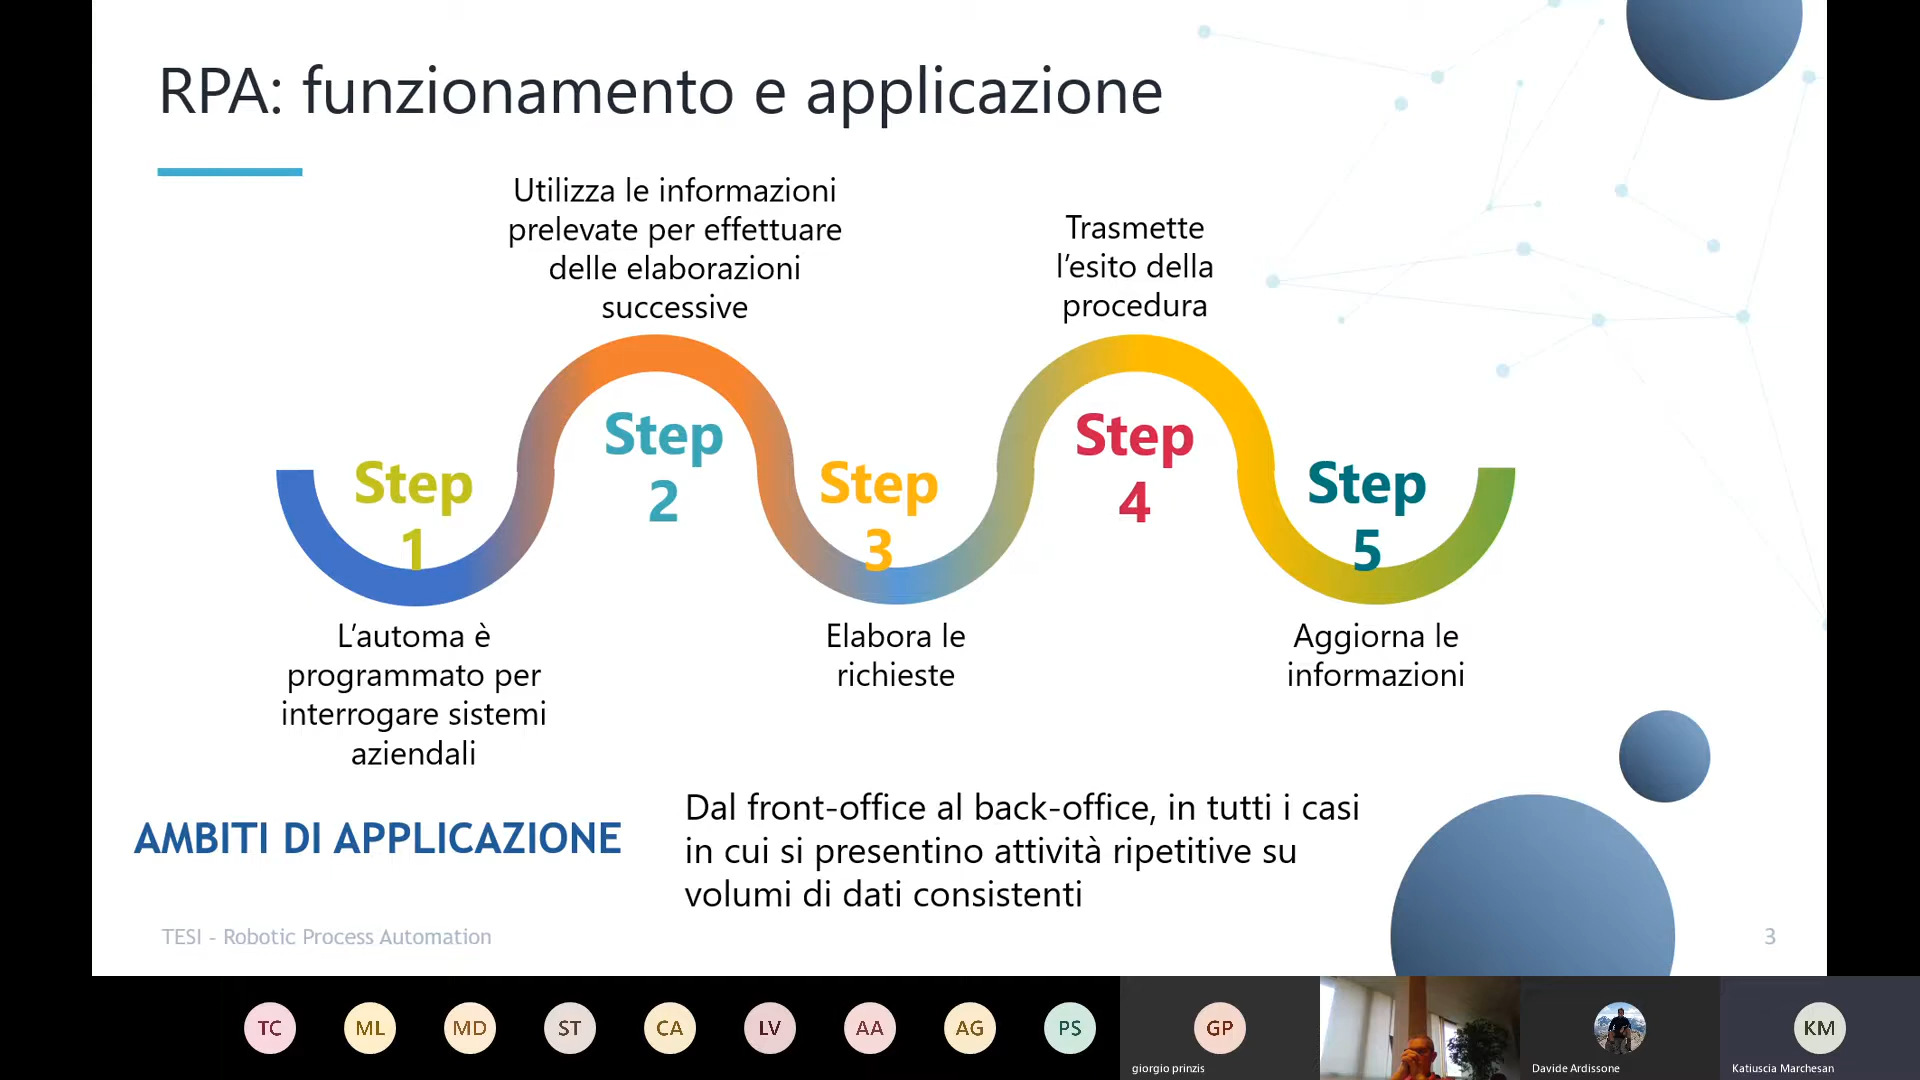 RPA: funzionamento e applicazione
Utilizza le informazioni
prelevate per effettuare
delle elaborazioni
successive
Trasmette
l'esito della
procedura
Step
1
Step
2
Step
3
Step
4
Step
5
L'automa è
programmato per
interrogare sistemi
aziendali
Elabora le
richieste
Aggiorna le
informazioni
AMBITI DI APPLICAZIONE
Dal front-office al back-office, in tutti i casi
in cui si presentino attività ripetitive su
volumi di dati consistenti
TESI - Robotic Process Automation
3
TC
ML
MD
ST
CA
LV
AA
AG
PS
GP
KM
giorgio prinzis
Davide Ardissone
Katiuscia Marchesan